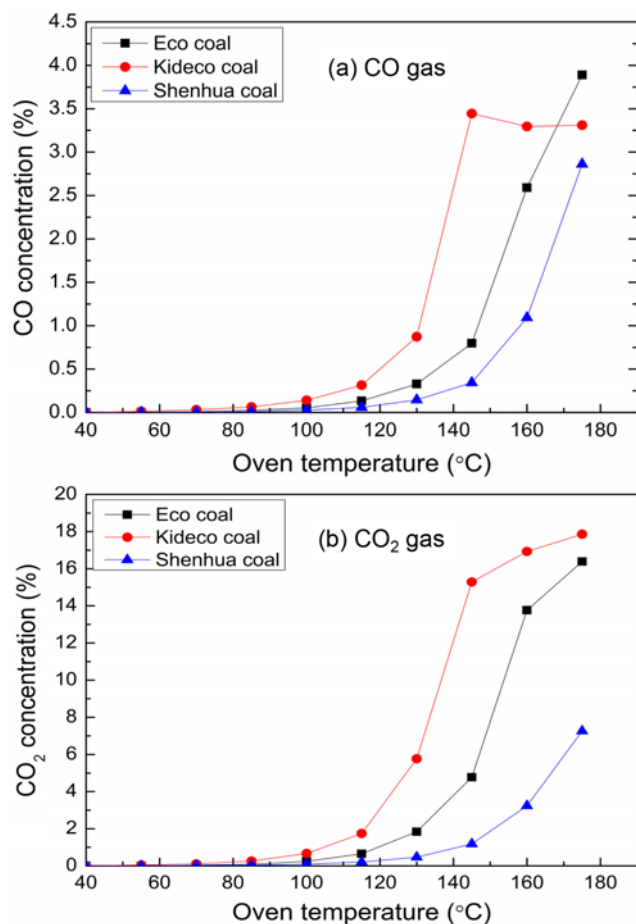 4.5
4.0
3.5
3.0
2.5
2.0
1.5
1.0
0.5
0.0
CO concentration (%)
Eco coal
Kideco coal
Shenhua coal
(a) CO gas
40 60 80 100 120 140 160 180
Oven temperature (°C)
20
18
16
14
12
10
8
6
4
2
0
CO₂ concentration (%)
Eco coal
Kideco coal
Shenhua coal
(b) CO₂ gas
40 60 80 100 120 140 160 180
Oven temperature (°C)